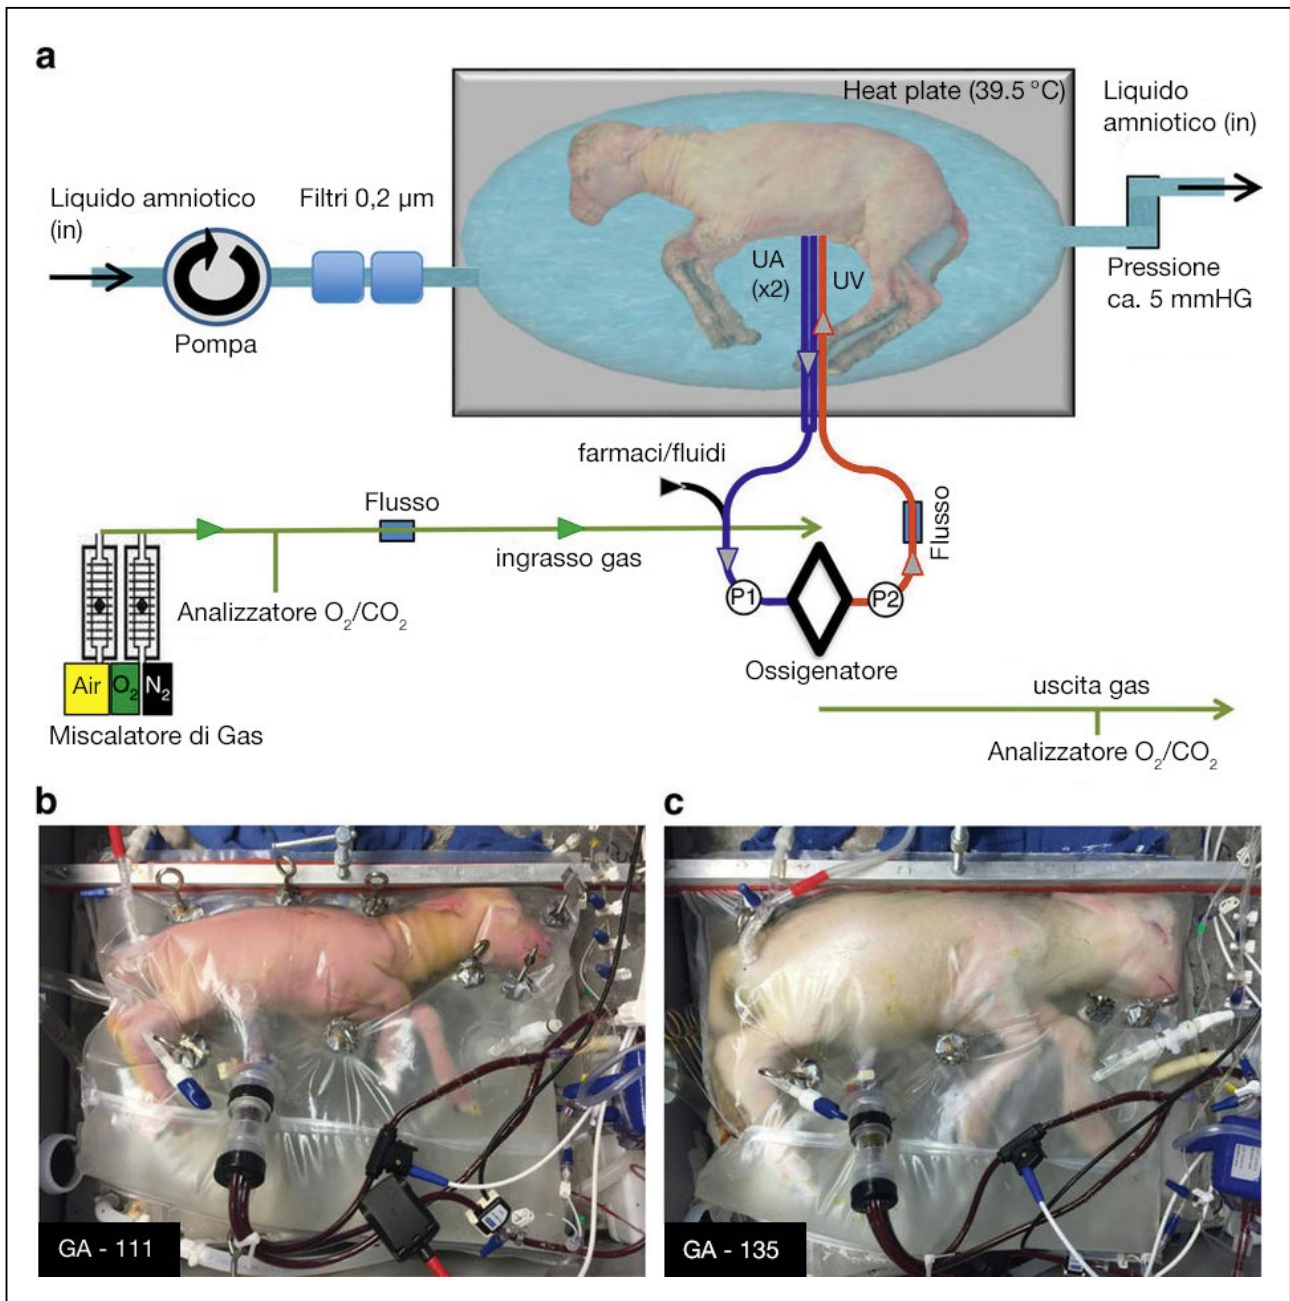 a
Heat plate (39.5 °C)
Liquido
amniotico (in)
Liquido amniotico
(in)
Filtri 0,2 µm
Pompa
UA
(x2)
UV
Pressione
ca. 5 mmHG
farmaci/fluidi
Flusso
ingrasso gas
Flusso
Analizzatore O₂/CO₂
P1
P2
Ossigenatore
Air
O₂
N₂
Miscalatore di Gas
uscita gas
Analizzatore O₂/CO₂
b
c
GA - 111
GA - 135